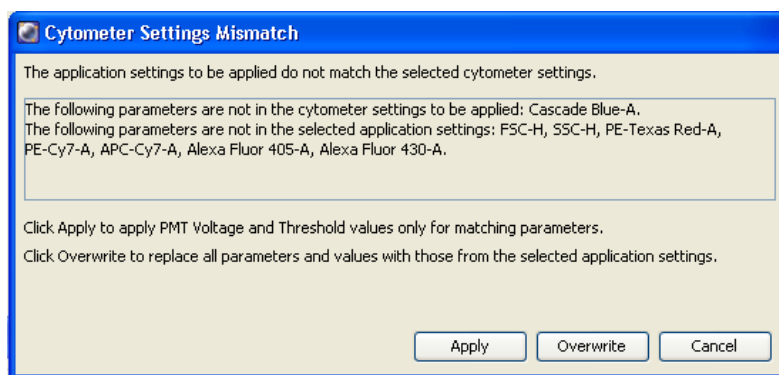 Cytometer Settings Mismatch
The application settings to be applied do not match the selected cytometer settings.
The following parameters are not in the cytometer settings to be applied: Cascade Blue-A.
The following parameters are not in the selected application settings: FSC-H, SSC-H, PE-Texas Red-A,
PE-Cy7-A, APC-Cy7-A, Alexa Fluor 405-A, Alexa Fluor 430-A.
Click Apply to apply PMT Voltage and Threshold values only for matching parameters.
Click Overwrite to replace all parameters and values with those from the selected application settings.
Apply Overwrite Cancel